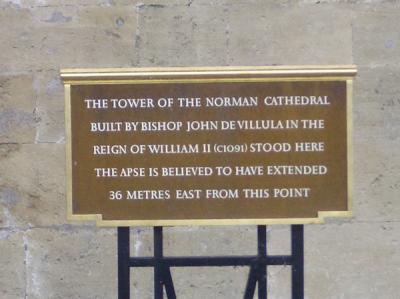 THE TOWER OF THE NORMAN CATHEDRAL
BUILT BY BISHOP JOHN DE VILLULA IN THE
REIGN OF WILLIAM II (C1091) STOOD HERE
THE APSE IS BELIEVED TO HAVE EXTENDED
36 METRES EAST FROM THIS POINT